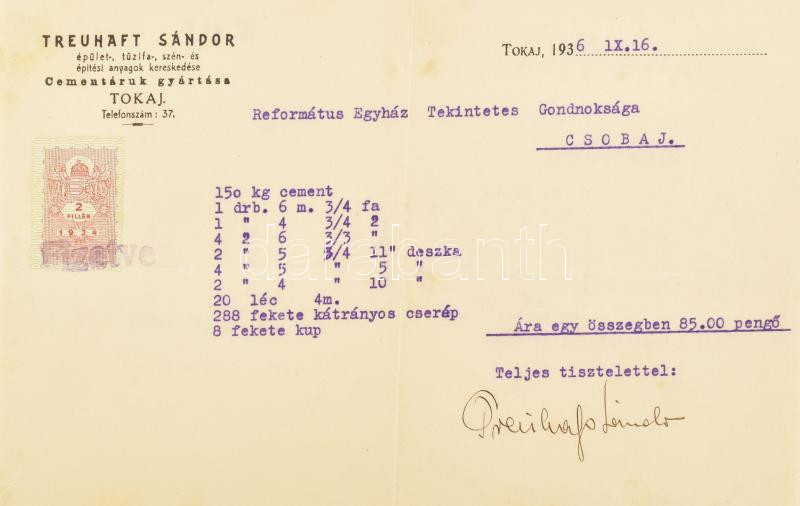 TREUHAFT SÁNDOR
épület-, tüzifa-, szén- és
építési anyagok kereskedése
Cementáruk gyártása
TOKAJ.
Telefonszám: 37.
TOKAJ, 1936 IX.16.
Református Egyház Tekintetes Gondnoksága
CSOBAJ.
2
FILLÉR
1934
Fizetve
150 kg cement
1 drb. 6 m. 3/4 fa
1 " 4 3/4 2
4 2 6 3/3 "
2 " 5 3/4 11" deszka
4 " 5 " 5 "
2 " 4 " 10 "
20 léc 4m.
288 fekete kátrányos cserép
8 fekete kup
Ára egy összegben 85.00 pengő
Teljes tisztelettel:
Treuhaft Sándor
darabanth